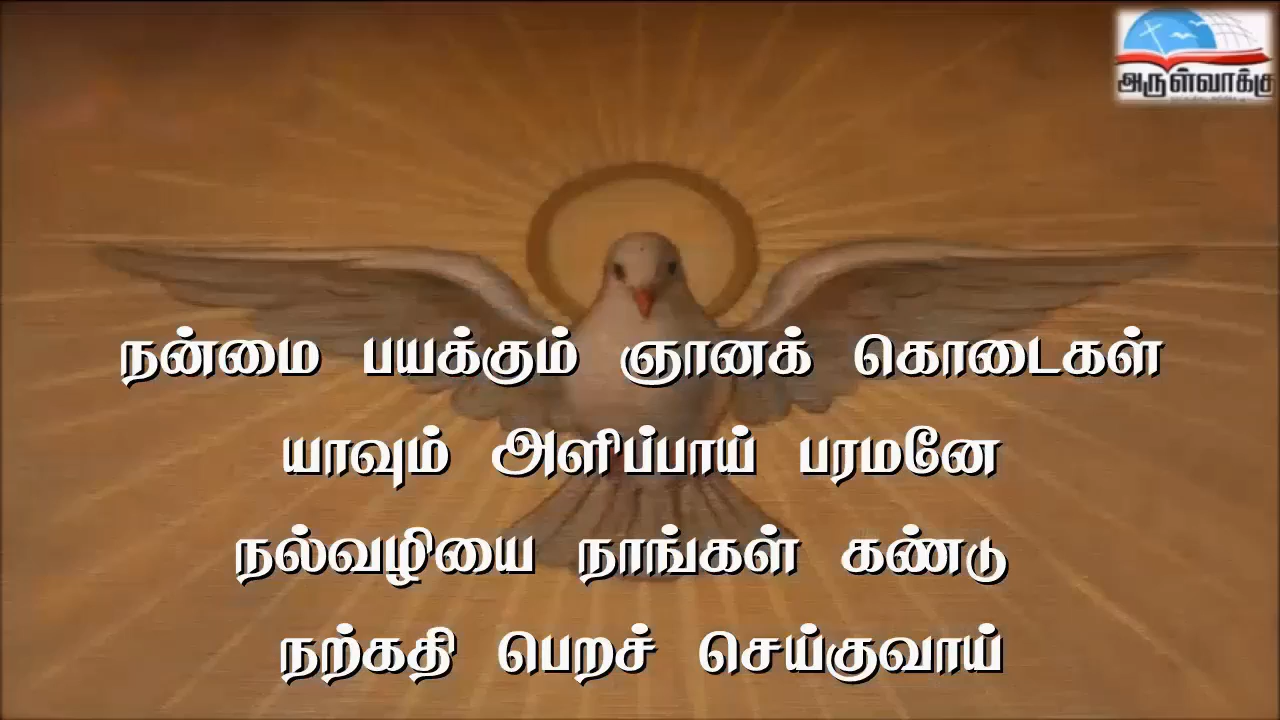 அருள்வாக்கு
நன்மை பயக்கும் ஞானக் கொடைகள்
யாவும் அளிப்பாய் பரமனே
நல்வழியை நாங்கள் கண்டு
நற்கதி பெறச் செய்குவாய்